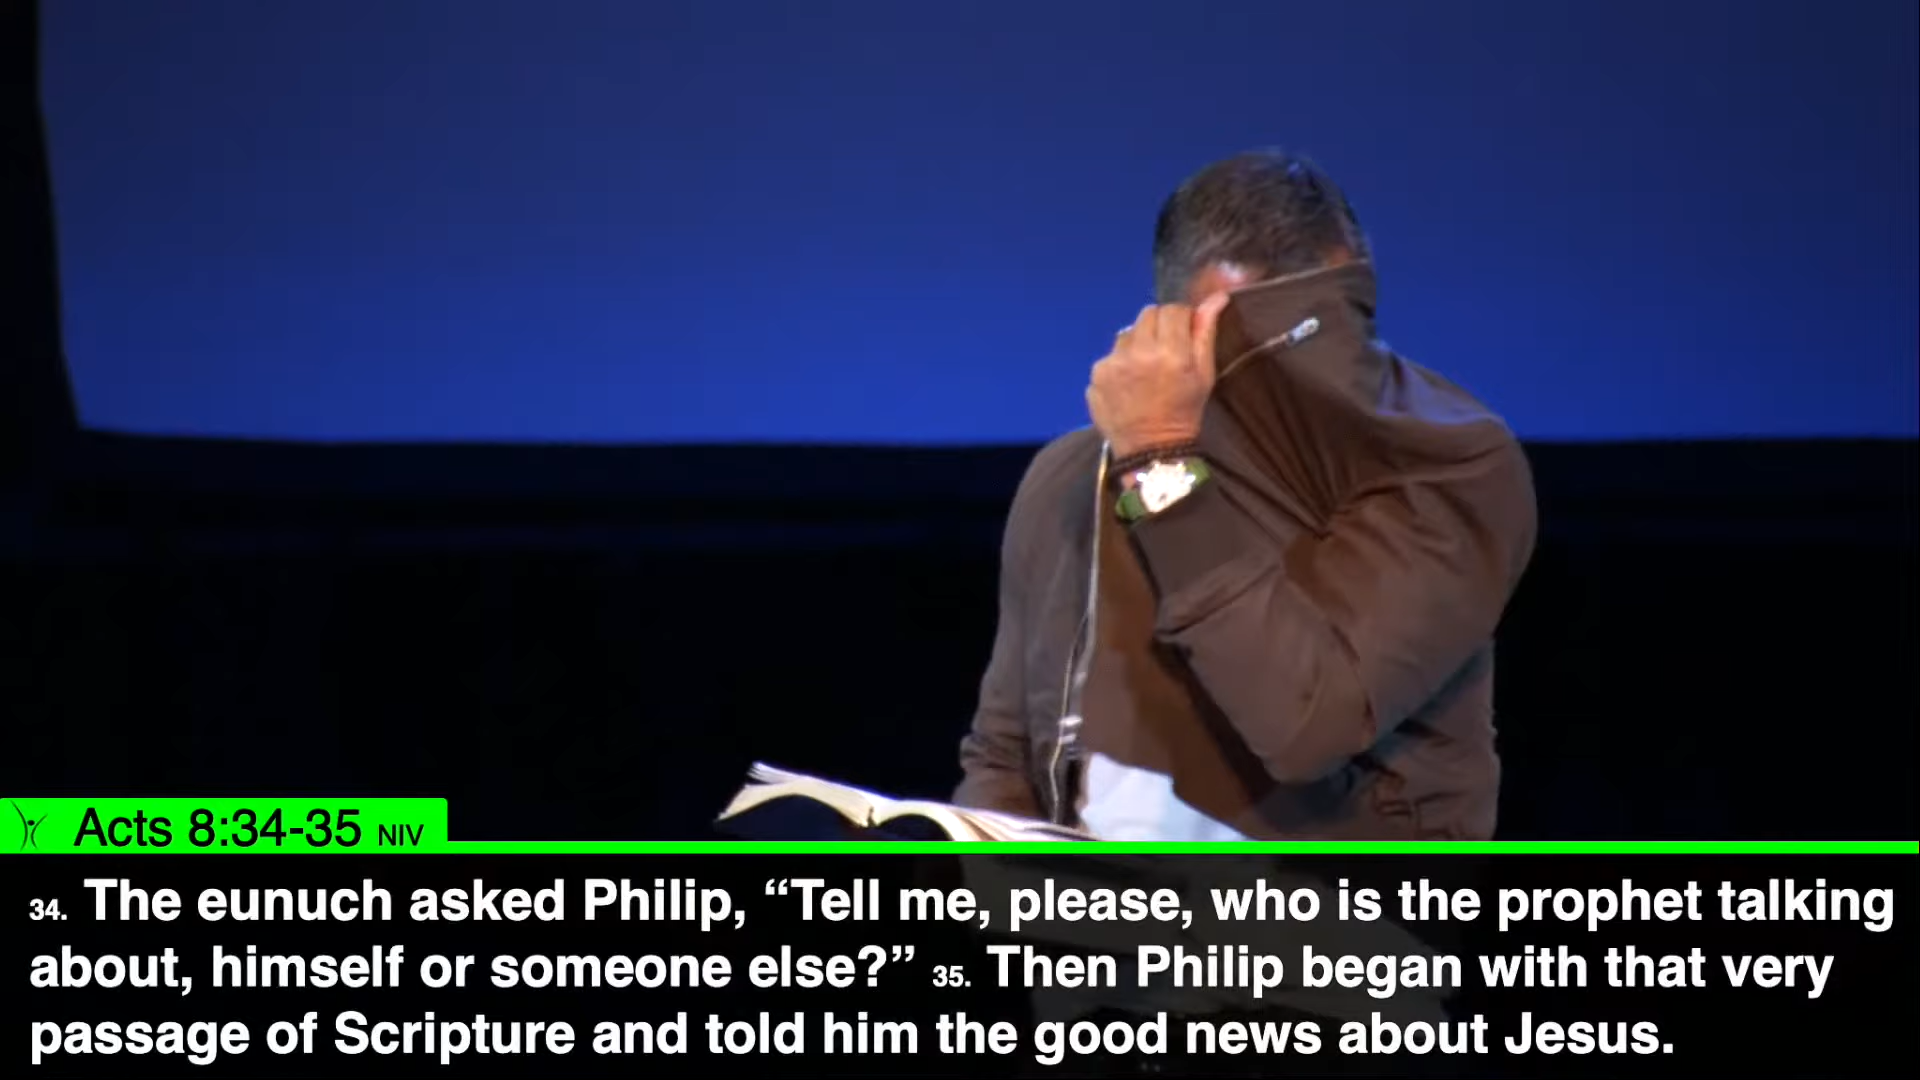 Acts 8:34-35 NIV
34. The eunuch asked Philip, “Tell me, please, who is the prophet talking
about, himself or someone else?” 35. Then Philip began with that very
passage of Scripture and told him the good news about Jesus.